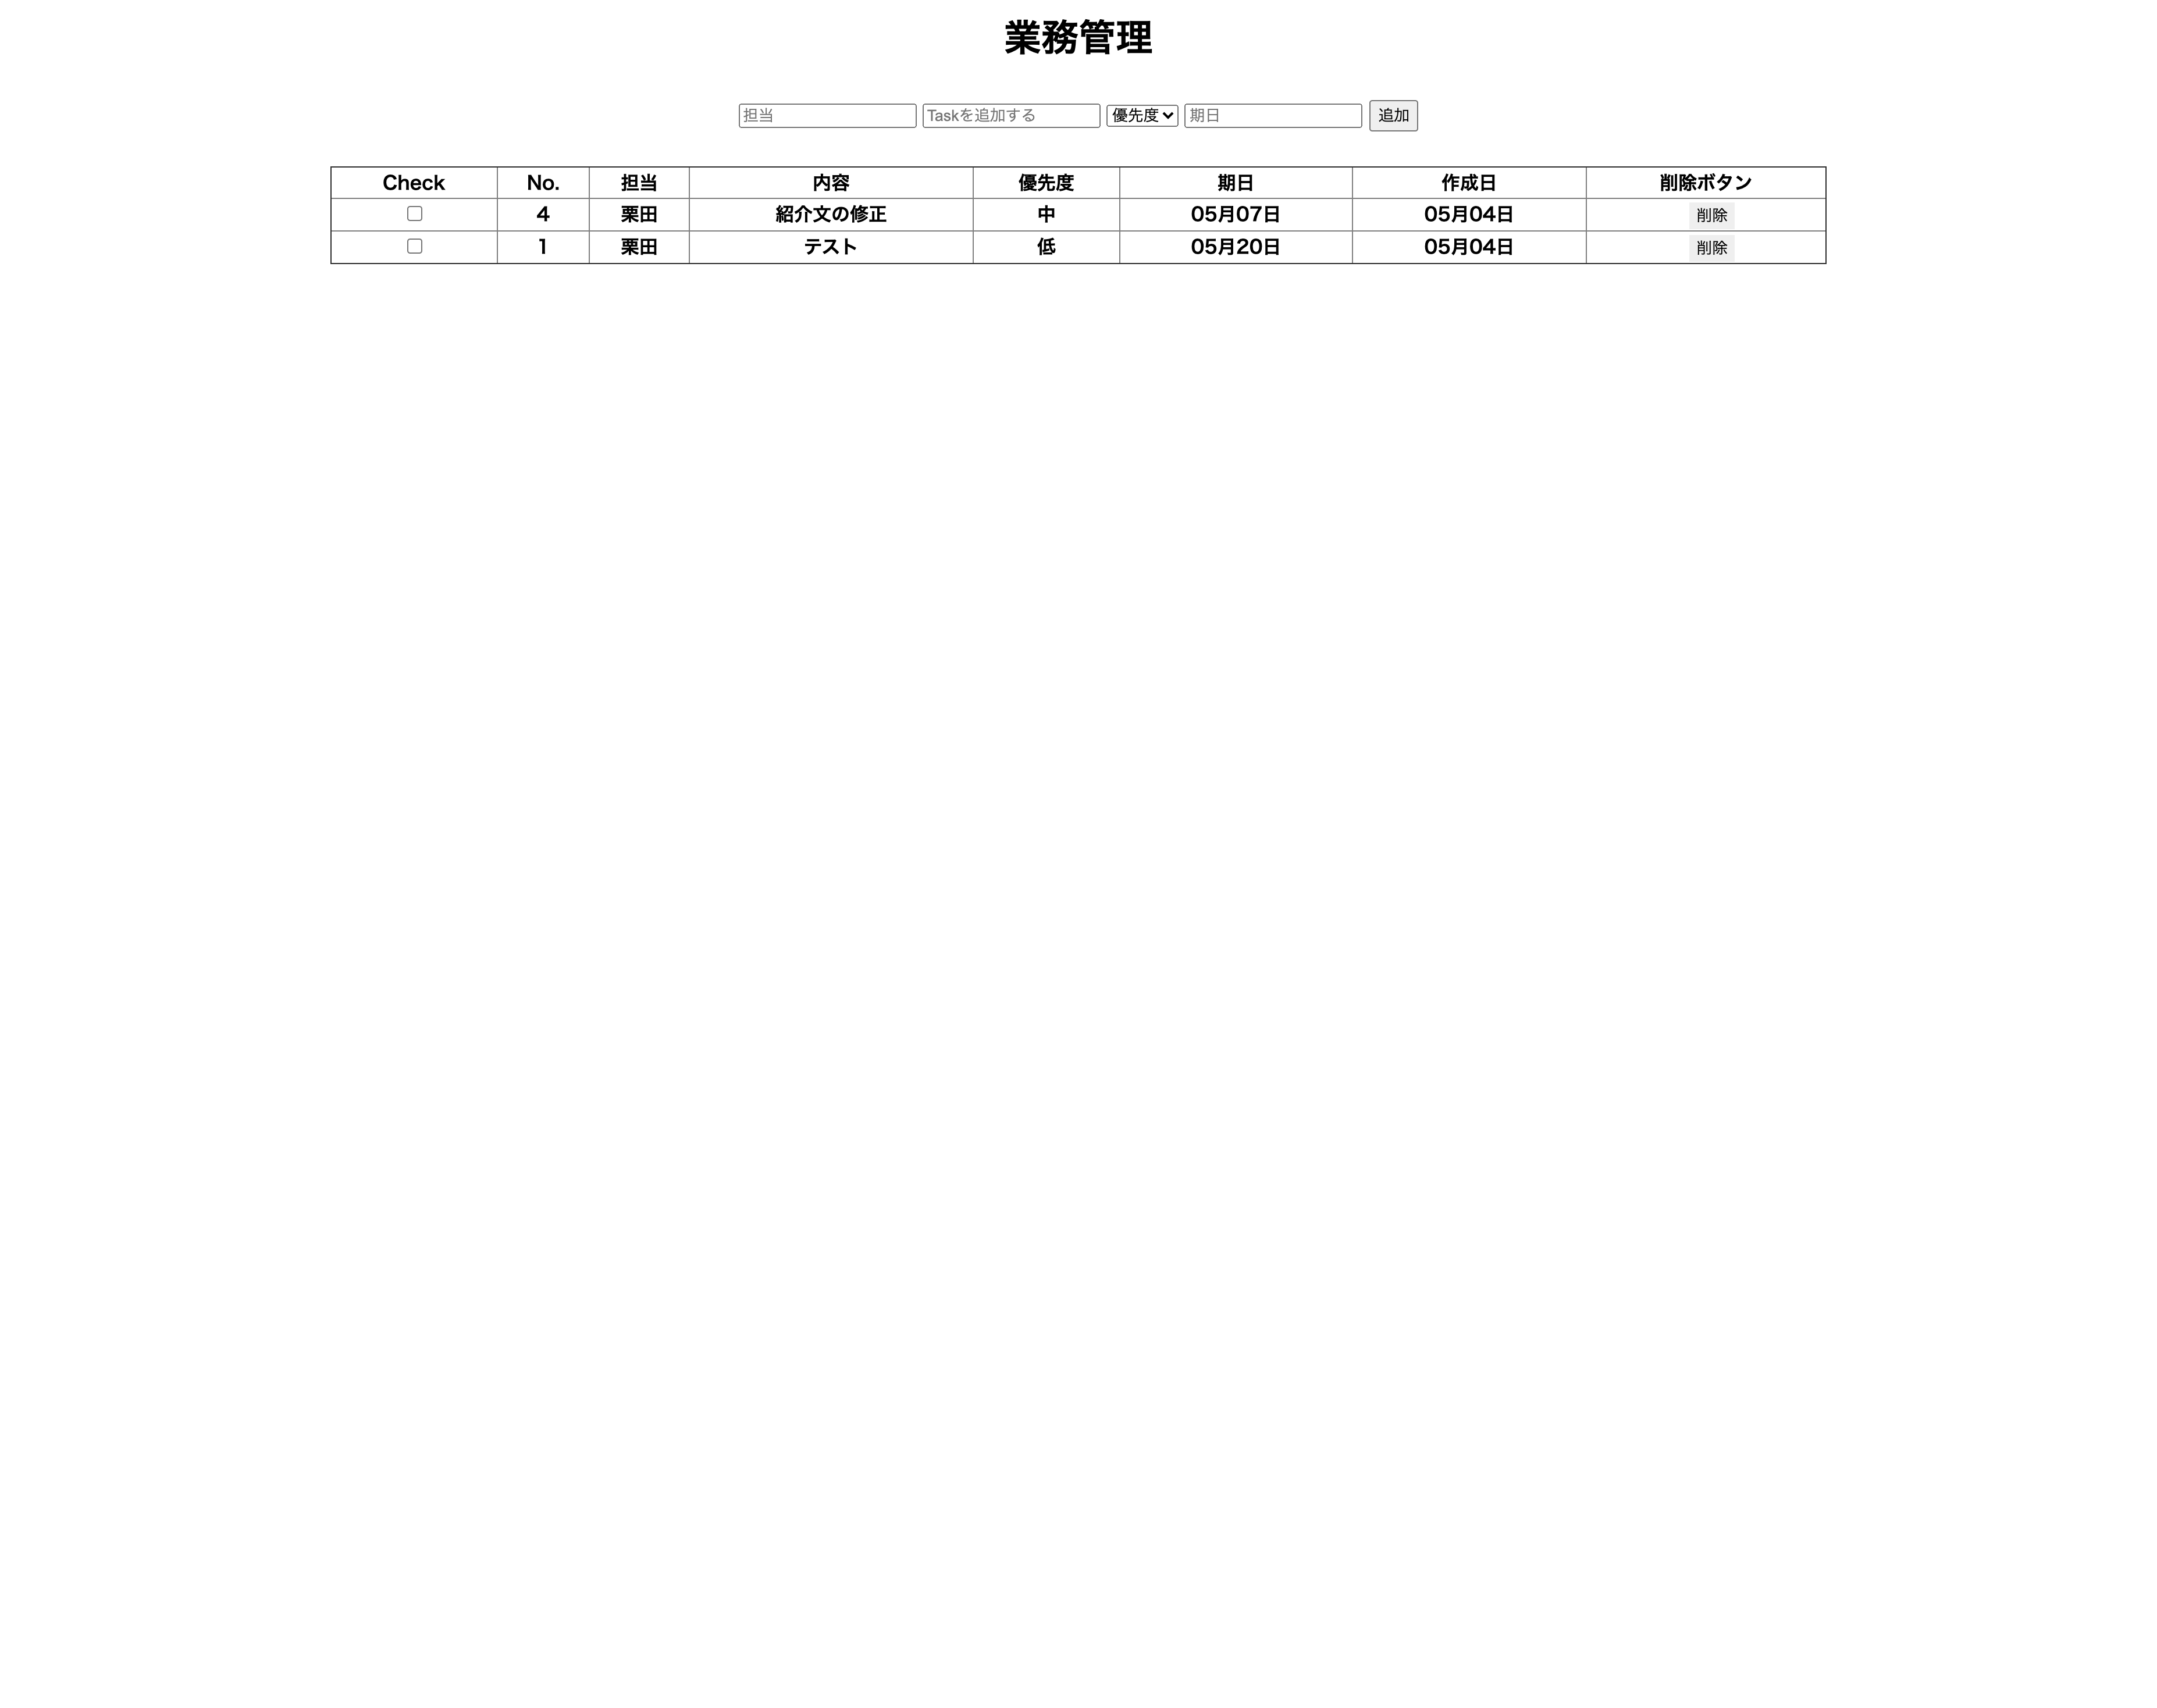 業務管理
担当 Taskを追加する 優先度 期日 追加
Check No. 担当 内容 優先度 期日 作成日 削除ボタン
4 栗田 紹介文の修正 中 05月07日 05月04日 削除
1 栗田 テスト 低 05月20日 05月04日 削除